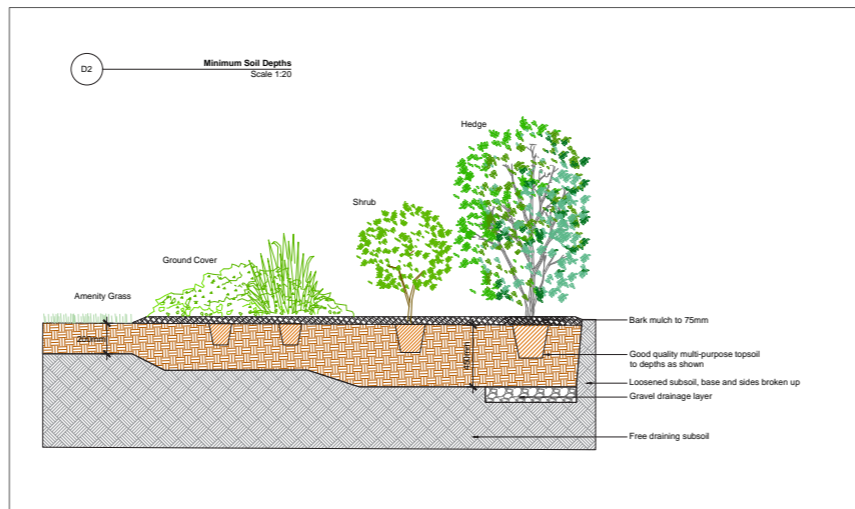 D2
Minimum Soil Depths
Scale 1:20
Hedge
Shrub
Ground Cover
Amenity Grass
200mm
Bark mulch to 75mm
Good quality multi-purpose topsoil
to depths as shown
Loosened subsoil, base and sides broken up
Gravel drainage layer
Free draining subsoil